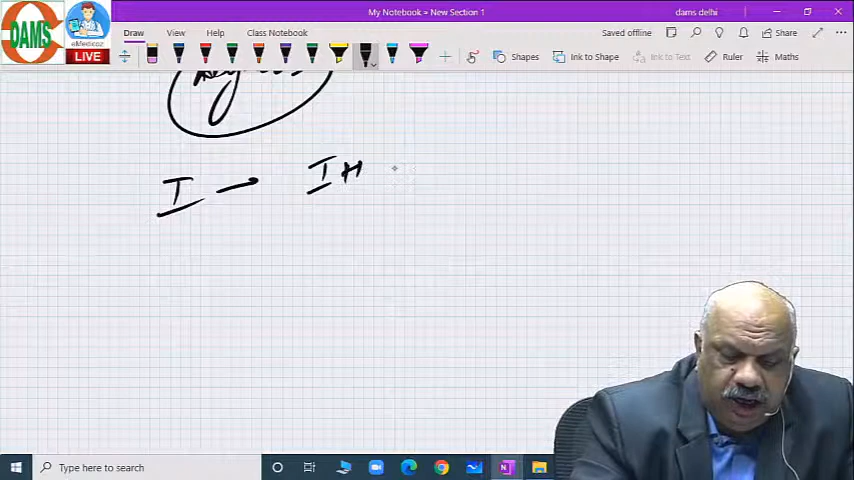 My Notebook » New Section 1
dams delhi
DAMS
eMedicoz
LIVE
Draw
View
Help
Class Notebook
Saved offline
Share
Shapes
Ink to Shape
Ink to Text
Ruler
Maths
I → IH
Type here to search